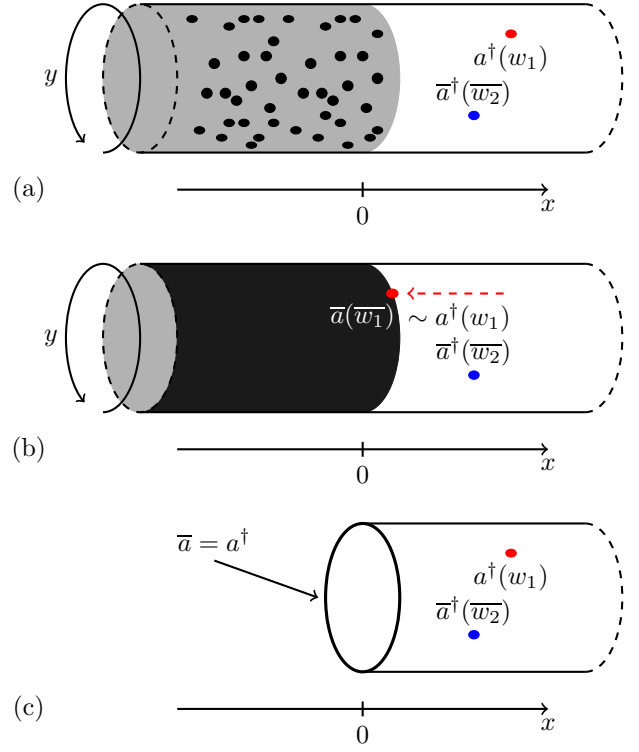 y
a†(w₁)
a̅†(w̅₂)
(a)
0
x
y
a̅(w̅₁) ∼ a†(w₁)
a̅†(w̅₂)
(b)
0
x
a̅ = a†
a†(w₁)
a̅†(w̅₂)
(c)
0
x